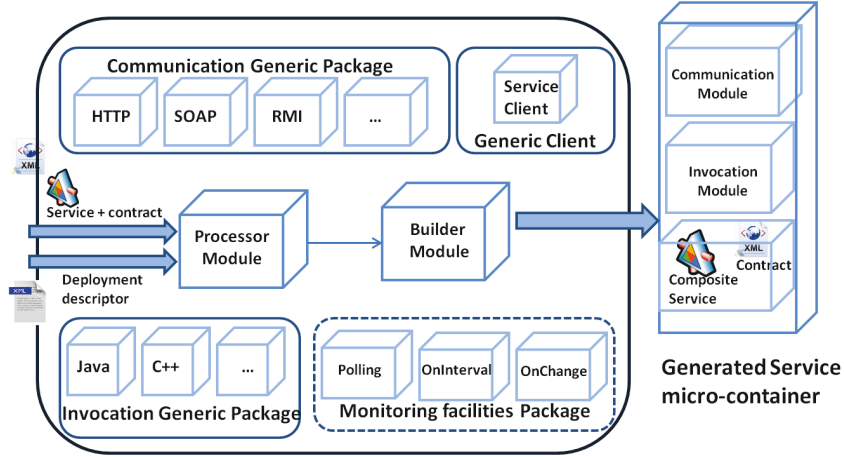 Communication Generic Package
HTTP
SOAP
RMI
...
Service
Client
Generic Client
Communication
Module
Invocation
Module
XML
Contract
Composite
Service
Generated Service
micro-container
XML
Service + contract
Processor
Module
Builder
Module
Deployment
descriptor
XML
Java
C++
...
Invocation Generic Package
Polling
OnInterval
OnChange
Monitoring facilities Package